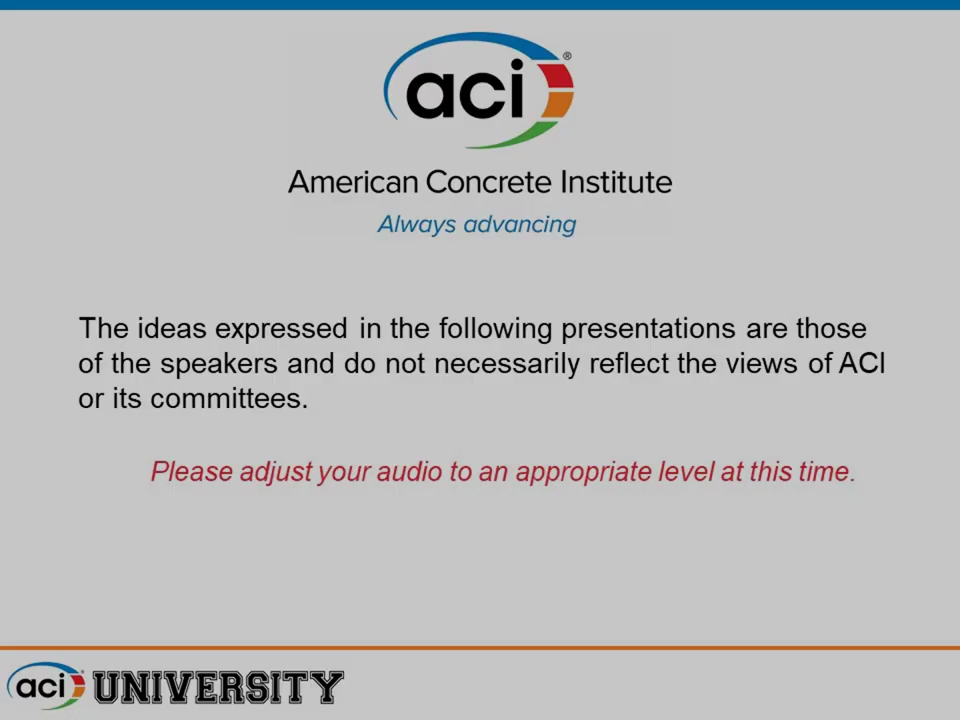 aci®
American Concrete Institute
Always advancing
The ideas expressed in the following presentations are those
of the speakers and do not necessarily reflect the views of ACI
or its committees.
Please adjust your audio to an appropriate level at this time.
aci UNIVERSITY